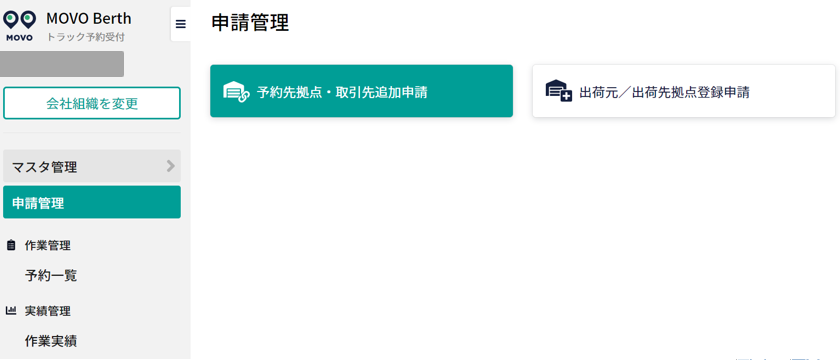 MOVO Berth
トラック予約受付
MOVO
会社組織を変更
マスタ管理
申請管理
作業管理
予約一覧
実績管理
作業実績
申請管理
予約先拠点・取引先追加申請
出荷元／出荷先拠点登録申請